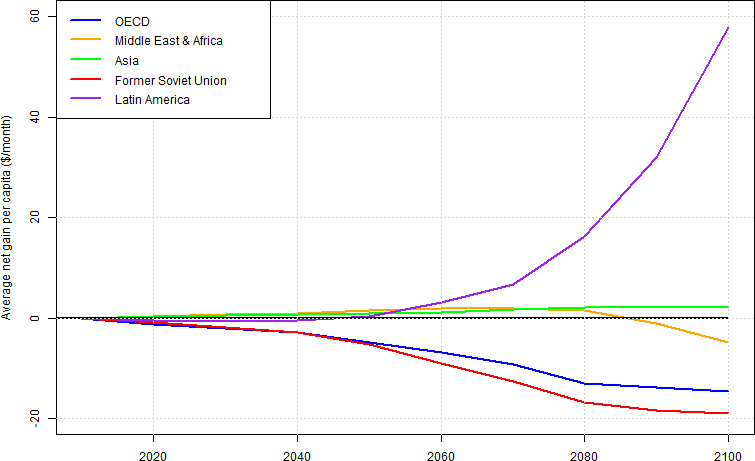 OECD
Middle East & Africa
Asia
Former Soviet Union
Latin America
Average net gain per capita ($/month)
60
40
20
0
-20
2020 2040 2060 2080 2100